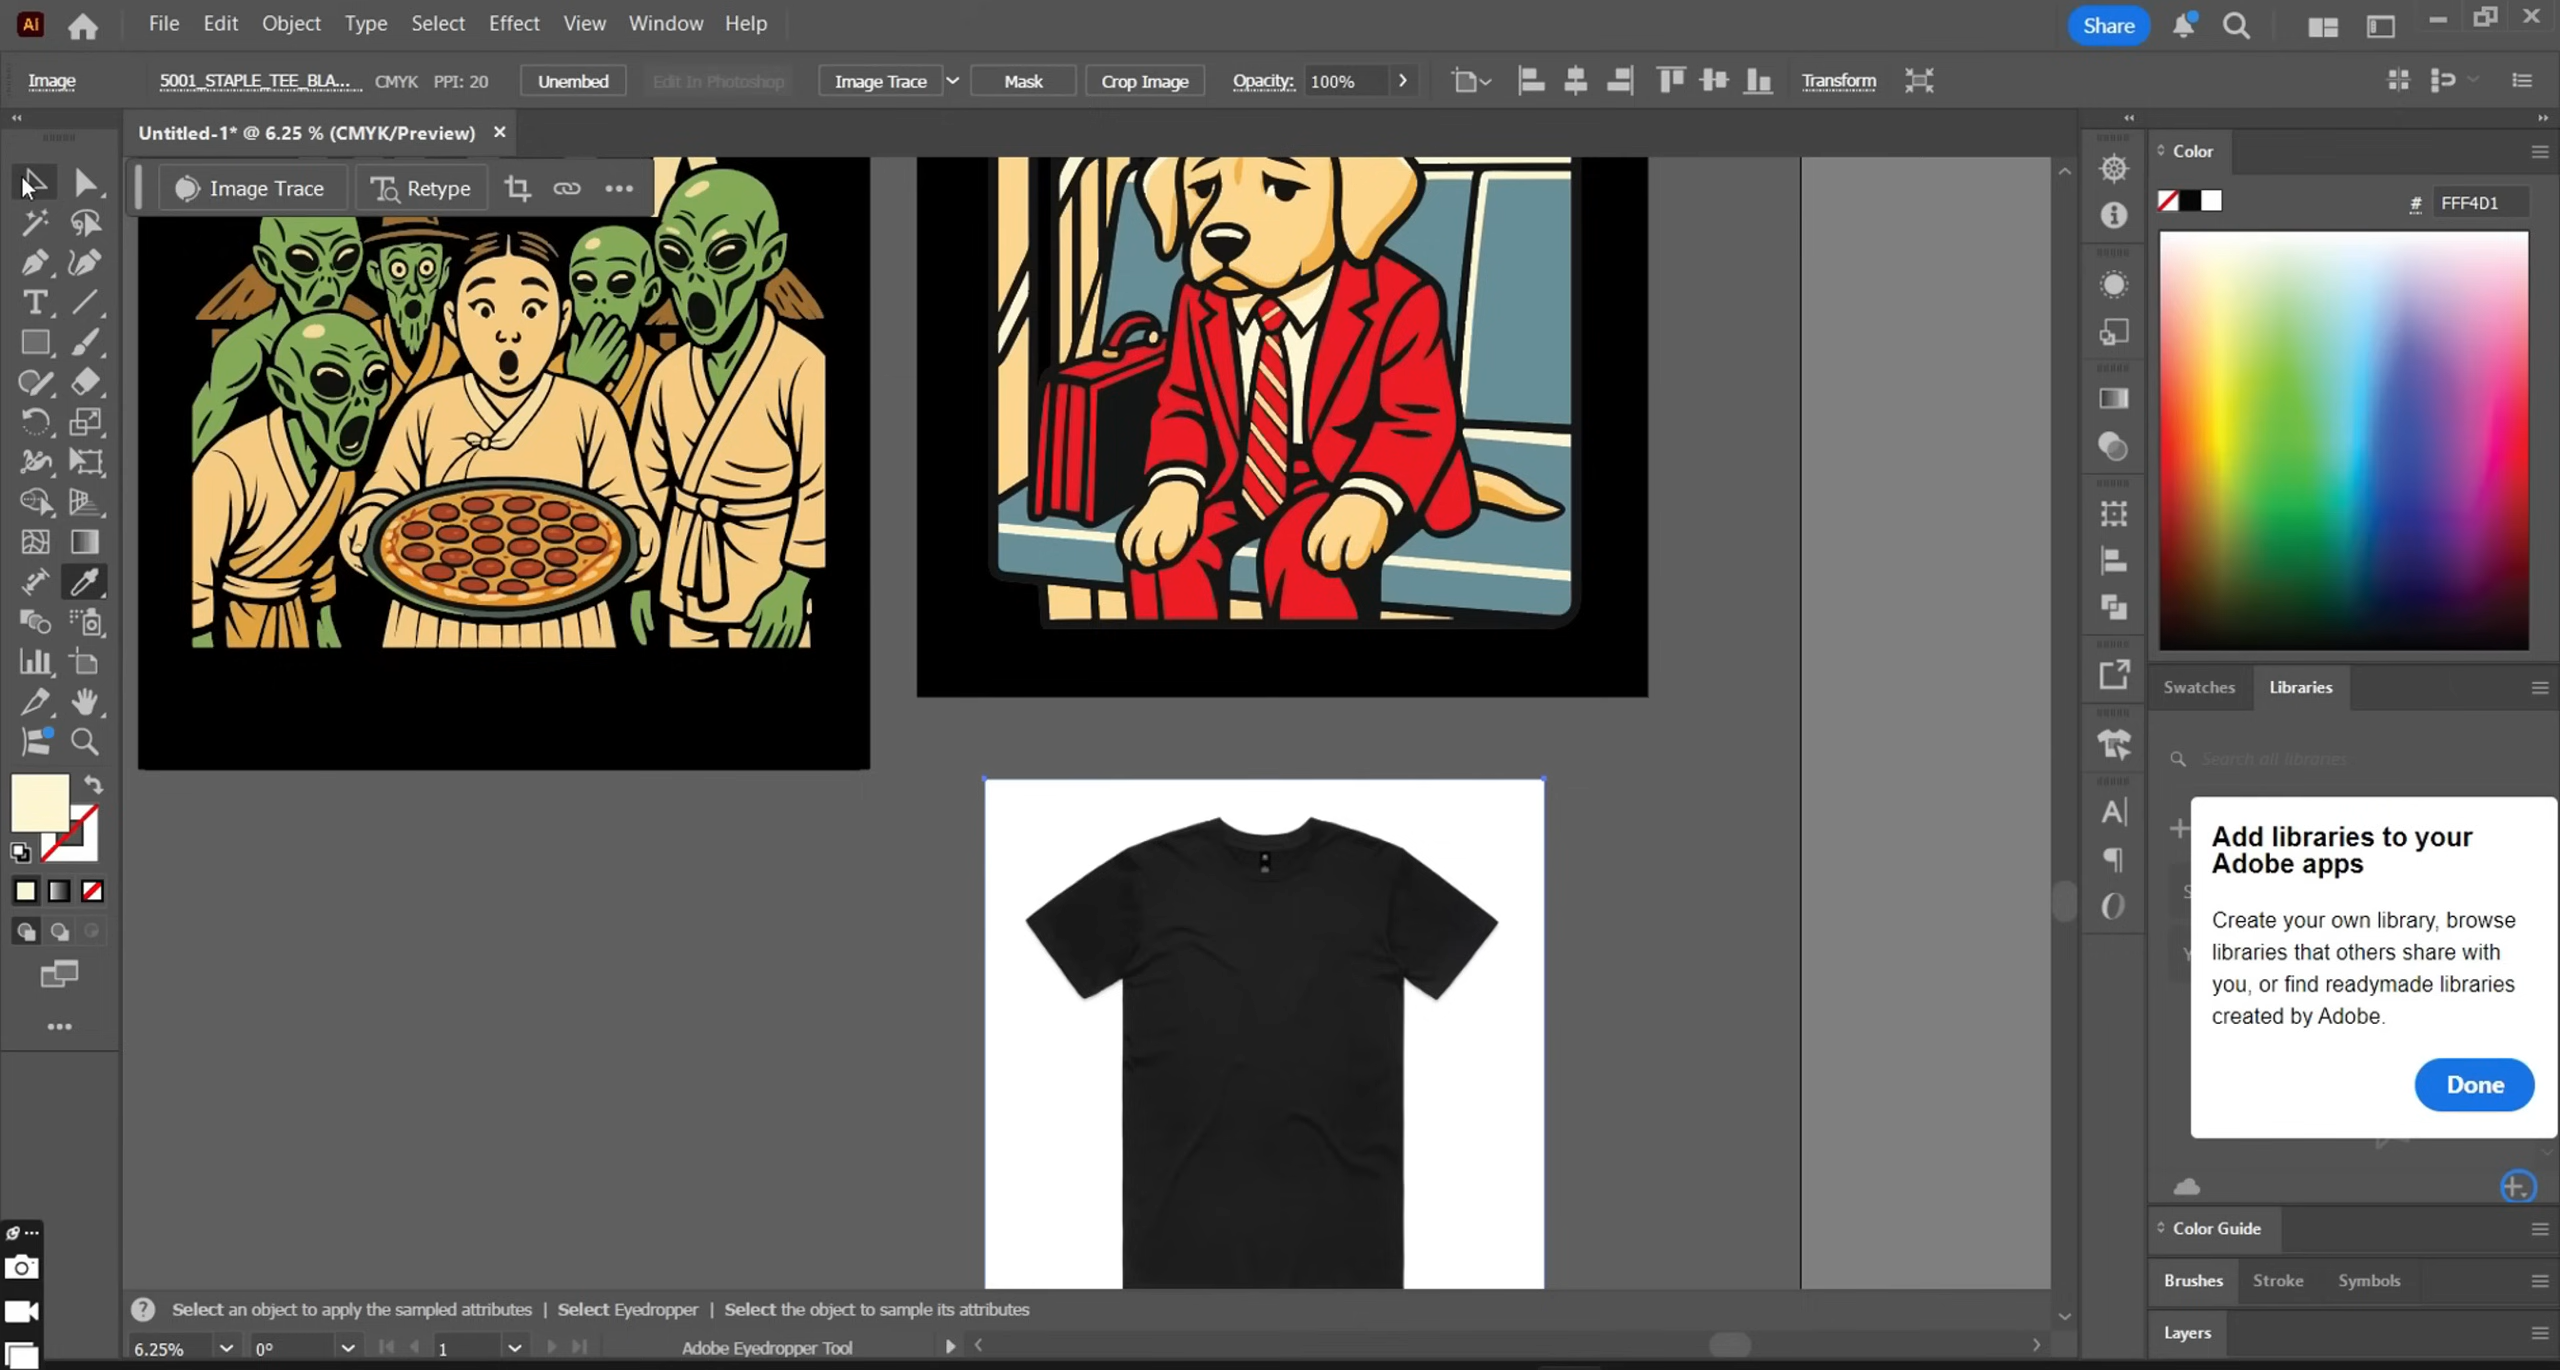 Ai File Edit Object Type Select Effect View Window Help Share
Image 5001_STAPLE_TEE_BLA... CMYK PPI: 20 Unembed Edit In Photoshop Image Trace Mask Crop Image Opacity: 100% Transform
Untitled-1* @ 6.25 % (CMYK/Preview)
Image Trace Retype
Color
# FFF4D1
Swatches Libraries
Search all libraries
Add libraries to your
Adobe apps
Create your own library, browse
libraries that others share with
you, or find readymade libraries
created by Adobe.
Done
Color Guide
Brushes Stroke Symbols
Layers
Select an object to apply the sampled attributes | Select Eyedropper | Select the object to sample its attributes
6.25% 0° 1 Adobe Eyedropper Tool